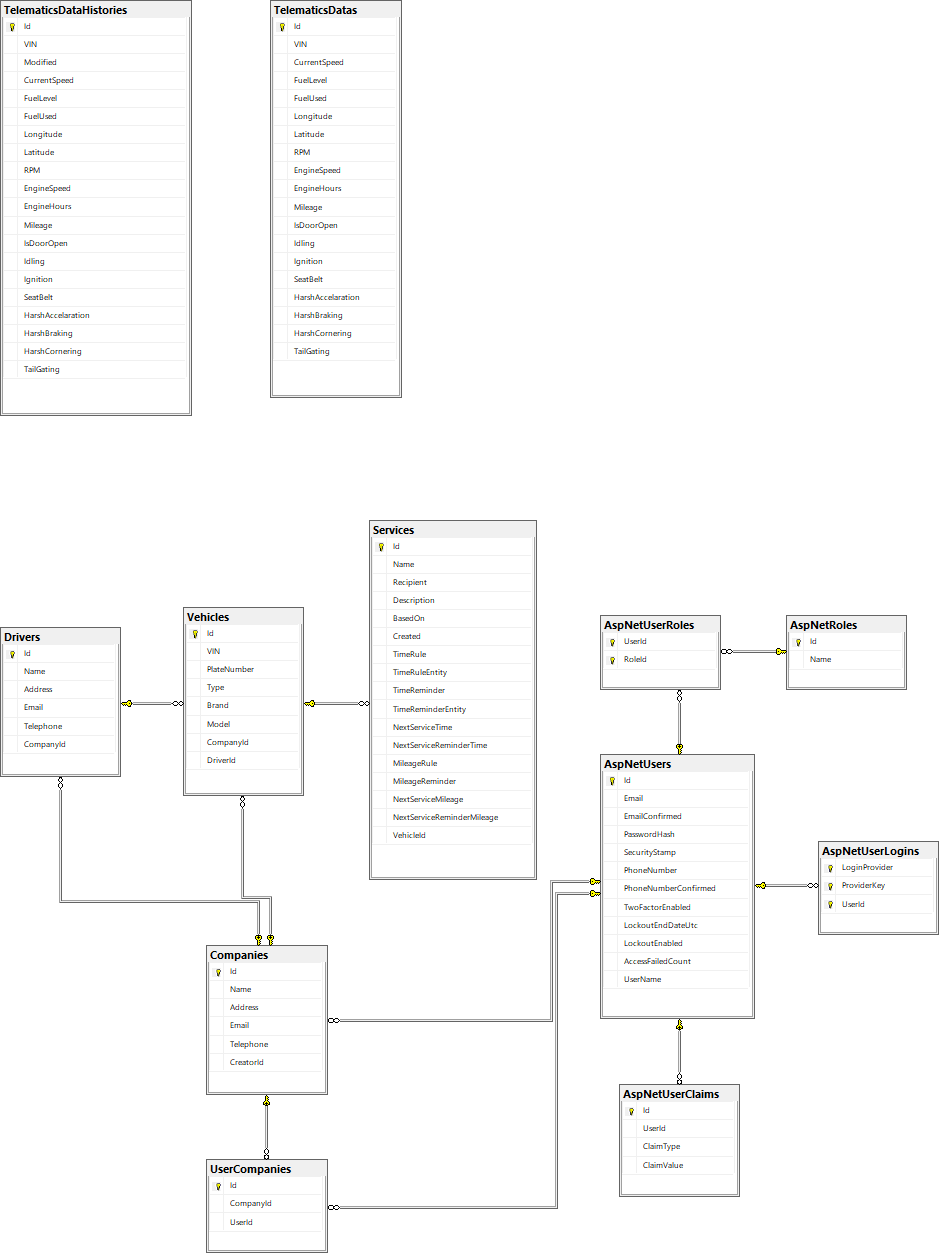 TelematicsDataHistories
Id
VIN
Modified
CurrentSpeed
FuelLevel
FuelUsed
Longitude
Latitude
RPM
EngineSpeed
EngineHours
Mileage
IsDoorOpen
Idling
Ignition
SeatBelt
HarshAccelaration
HarshBraking
HarshCornering
TailGating
TelematicsDatas
Id
VIN
CurrentSpeed
FuelLevel
FuelUsed
Longitude
Latitude
RPM
EngineSpeed
EngineHours
Mileage
IsDoorOpen
Idling
Ignition
SeatBelt
HarshAccelaration
HarshBraking
HarshCornering
TailGating
Drivers
Id
Name
Address
Email
Telephone
CompanyId
Vehicles
Id
VIN
PlateNumber
Type
Brand
Model
CompanyId
DriverId
Services
Id
Name
Recipient
Description
BasedOn
Created
TimeRule
TimeRuleEntity
TimeReminder
TimeReminderEntity
NextServiceTime
NextServiceReminderTime
MileageRule
MileageReminder
NextServiceMileage
NextServiceReminderMileage
VehicleId
AspNetUserRoles
UserId
RoleId
AspNetRoles
Id
Name
AspNetUsers
Id
Email
EmailConfirmed
PasswordHash
SecurityStamp
PhoneNumber
PhoneNumberConfirmed
TwoFactorEnabled
LockoutEndDateUtc
LockoutEnabled
AccessFailedCount
UserName
AspNetUserLogins
LoginProvider
ProviderKey
UserId
Companies
Id
Name
Address
Email
Telephone
CreatorId
AspNetUserClaims
Id
UserId
ClaimType
ClaimValue
UserCompanies
Id
CompanyId
UserId